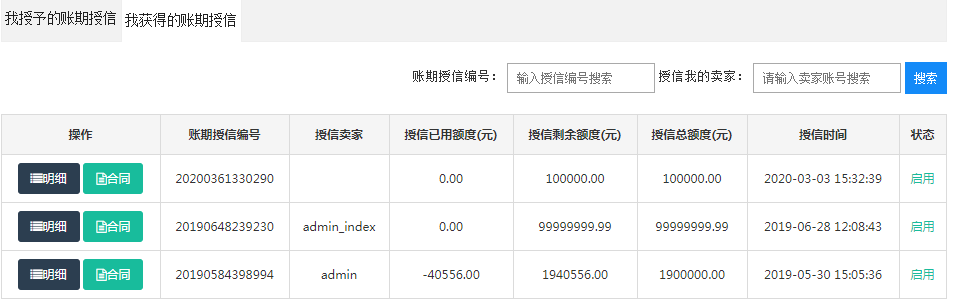 我授予的账期授信 我获得的账期授信
账期授信编号： 输入授信编号搜索 授信我的卖家： 请输入卖家账号搜索 搜索
操作 账期授信编号 授信卖家 授信已用额度(元) 授信剩余额度(元) 授信总额度(元) 授信时间 状态
明细 合同 20200361330290 0.00 100000.00 100000.00 2020-03-03 15:32:39 启用
明细 合同 20190648239230 admin_index 0.00 99999999.99 99999999.99 2019-06-28 12:08:43 启用
明细 合同 20190584398994 admin -40556.00 1940556.00 1900000.00 2019-05-30 15:05:36 启用